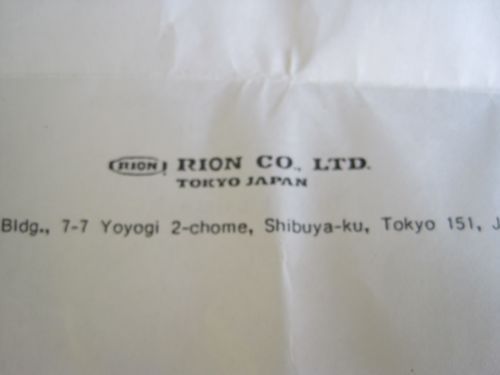 RION RION CO., LTD.
TOKYO JAPAN
Bldg., 7-7 Yoyogi 2-chome, Shibuya-ku, Tokyo 151, J